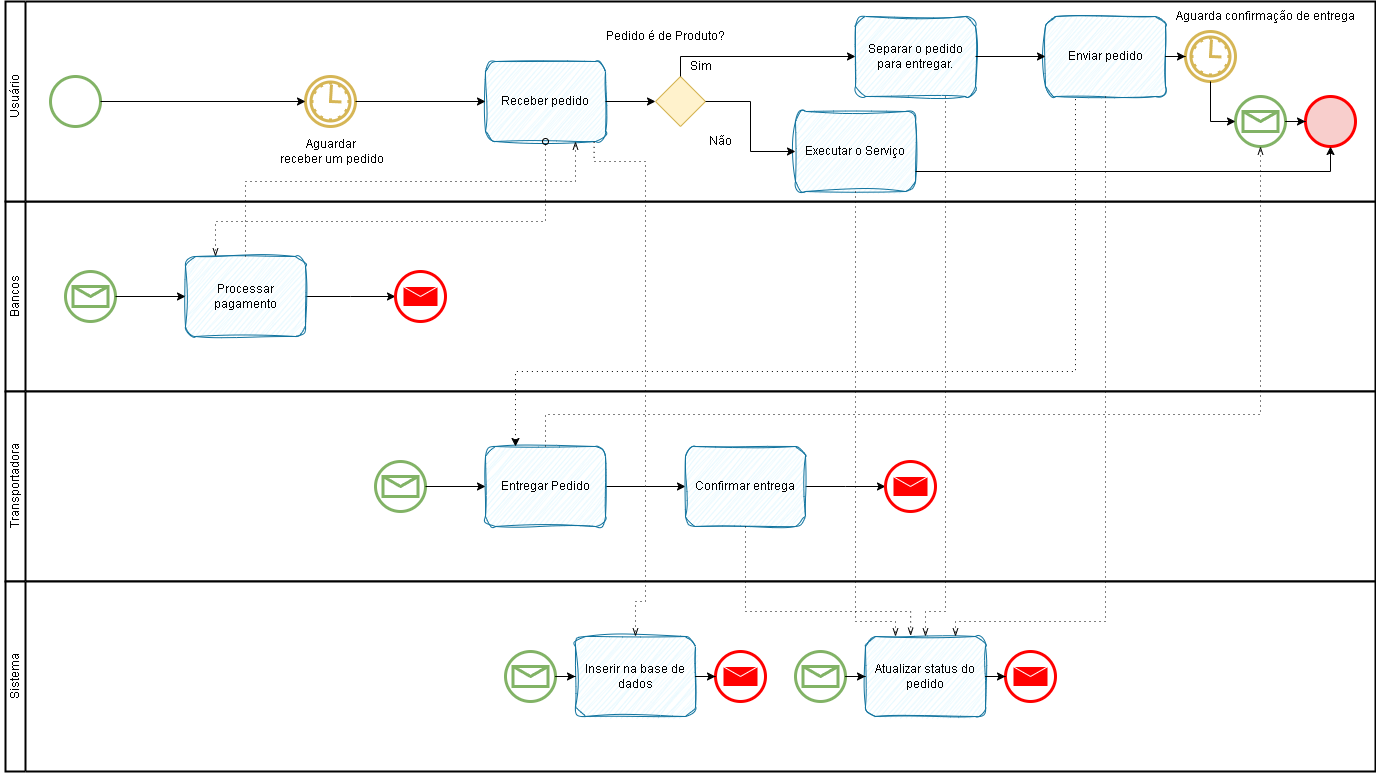 Usuário
Aguardar
receber um pedido
Receber pedido
Pedido é de Produto?
Sim
Não
Separar o pedido
para entregar.
Executar o Serviço
Enviar pedido
Aguarda confirmação de entrega
Bancos
Processar
pagamento
Transportadora
Entregar Pedido
Confirmar entrega
Sistema
Inserir na base de
dados
Atualizar status do
pedido